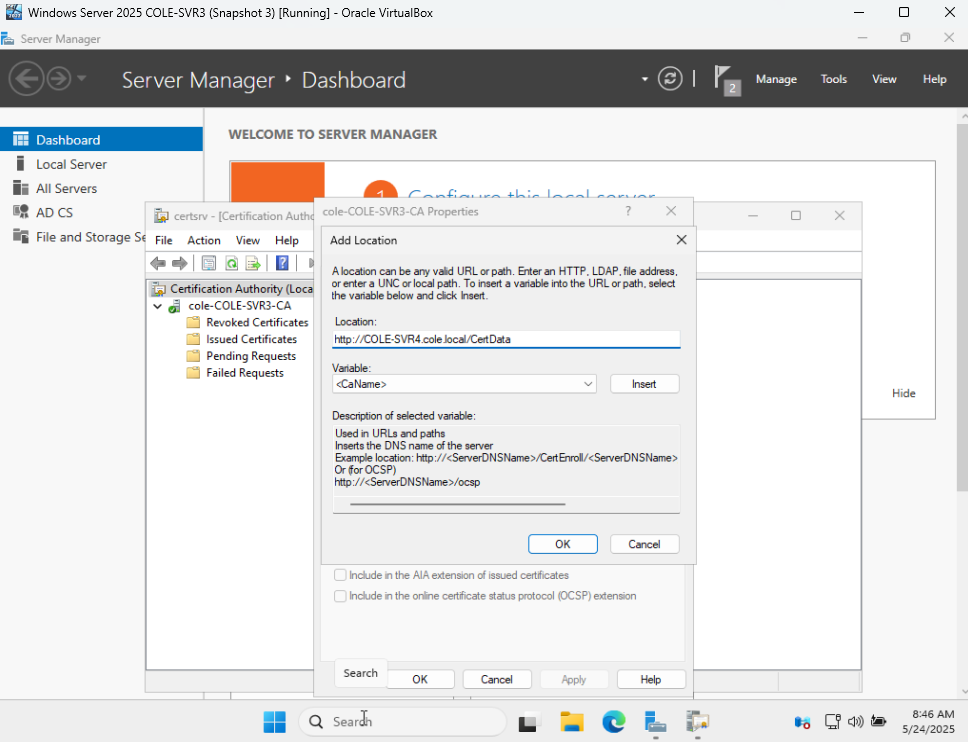 Windows Server 2025 COLE-SVR3 (Snapshot 3) [Running] - Oracle VirtualBox
Server Manager
Server Manager ‣ Dashboard
2
Manage
Tools
View
Help
Dashboard
Local Server
All Servers
AD CS
File and Storage Se
WELCOME TO SERVER MANAGER
1
Configure this local server
Hide
certsrv - [Certification Autho
File
Action
View
Help
Certification Authority (Loca
cole-COLE-SVR3-CA
Revoked Certificates
Issued Certificates
Pending Requests
Failed Requests
cole-COLE-SVR3-CA Properties
?
Add Location
A location can be any valid URL or path. Enter an HTTP, LDAP, file address,
or enter a UNC or local path. To insert a variable into the URL or path, select
the variable below and click Insert.
Location:
http://COLE-SVR4.cole.local/CertData
Variable:
<CaName>
Insert
Description of selected variable:
Used in URLs and paths
Inserts the DNS name of the server
Example location: http://<ServerDNSName>/CertEnroll/<ServerDNSName>
Or (for OCSP)
http://<ServerDNSName>/ocsp
OK
Cancel
Include in the AIA extension of issued certificates
Include in the online certificate status protocol (OCSP) extension
Search
OK
Cancel
Apply
Help
Search
8:46 AM
5/24/2025